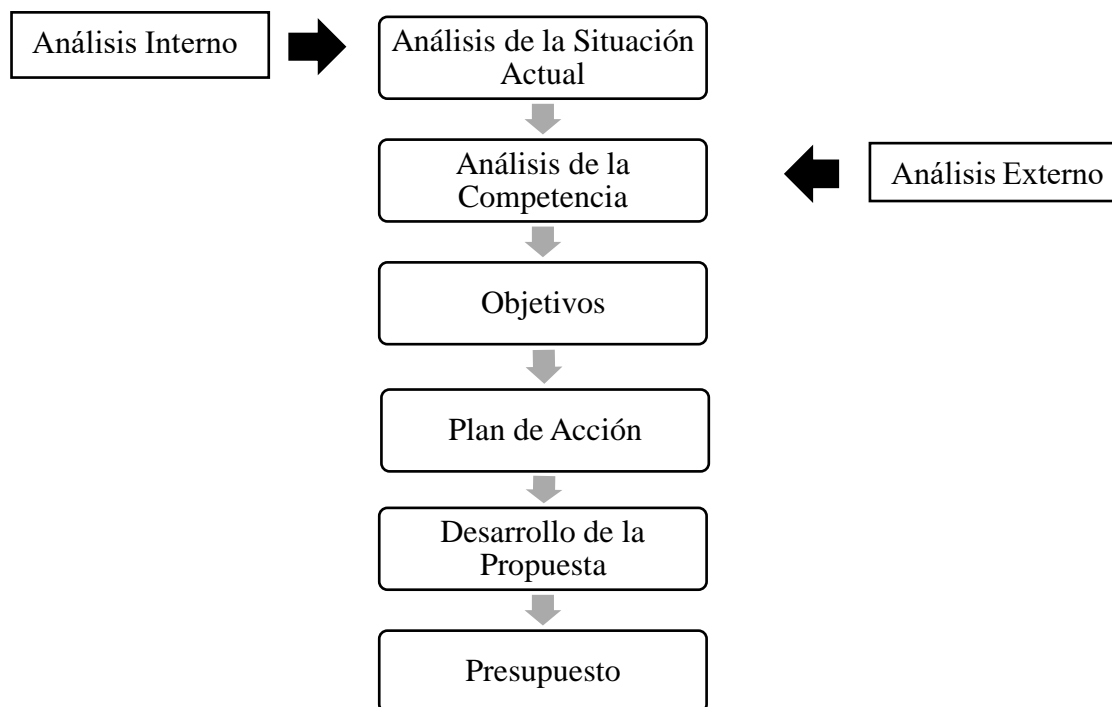 Análisis Interno
Análisis de la Situación
Actual
Análisis de la
Competencia
Análisis Externo
Objetivos
Plan de Acción
Desarrollo de la
Propuesta
Presupuesto